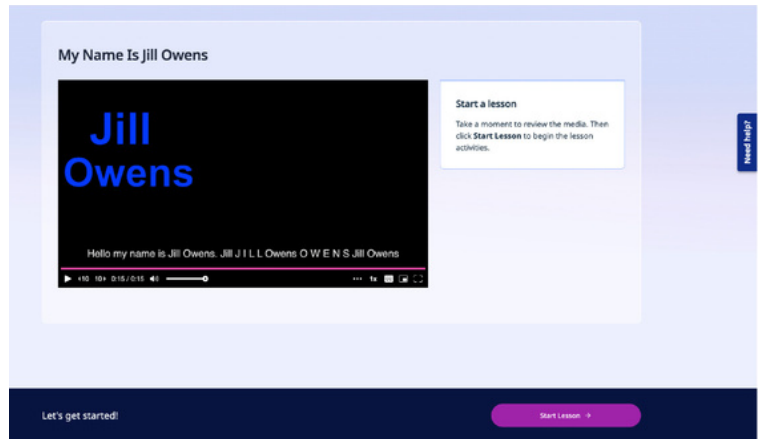 My Name Is Jill Owens
Jill
Owens
Hello my name is Jill Owens. Jill J I L L Owens O W E N S Jill Owens
10 10 0:15 / 0:15 1x
Start a lesson
Take a moment to review the media. Then
click Start Lesson to begin the lesson
activities.
Need help?
Let's get started!
Start Lesson →